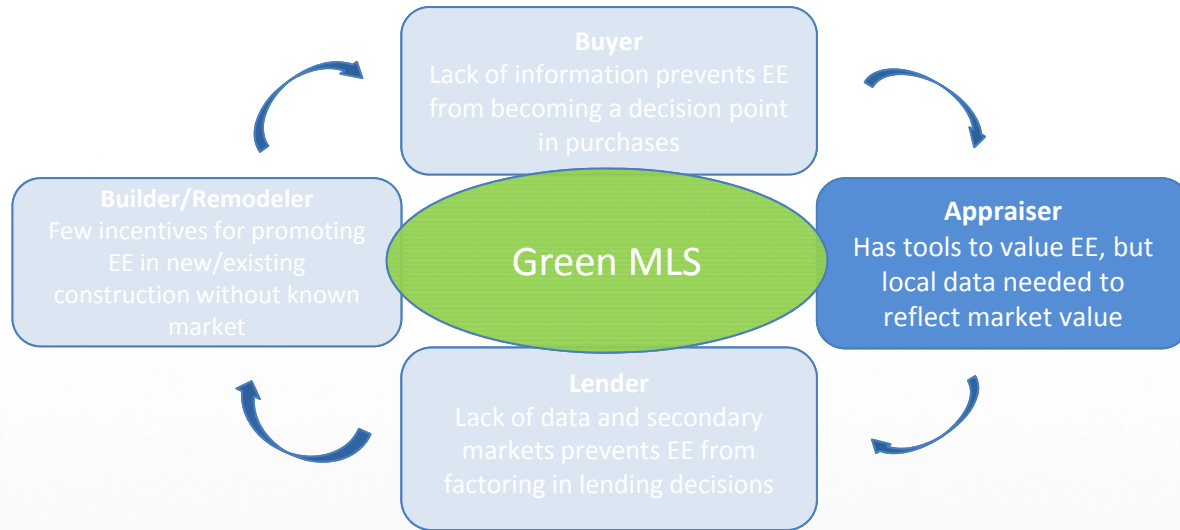 Buyer
Lack of information prevents EE
from becoming a decision point
in purchases
Builder/Remodeler
Few incentives for promoting
EE in new/existing
construction without known
market
Green MLS
Appraiser
Has tools to value EE, but
local data needed to
reflect market value
Lender
Lack of data and secondary
markets prevents EE from
factoring in lending decisions